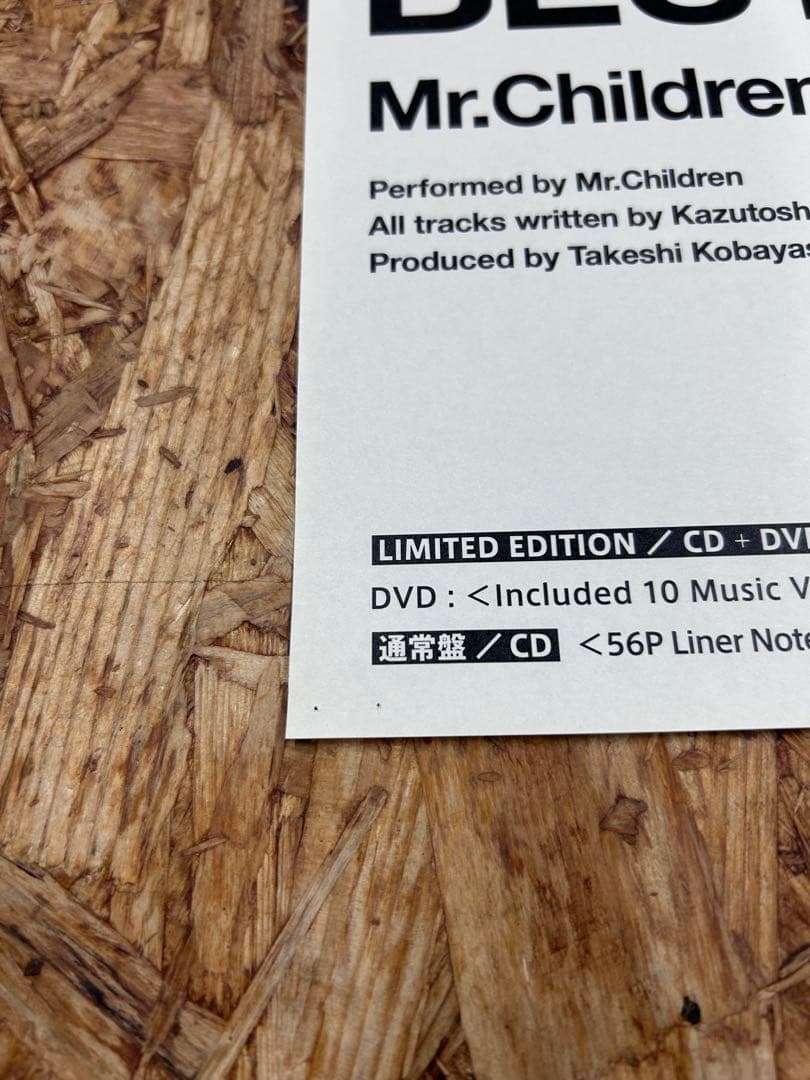 Mr.Children
Performed by Mr.Children
All tracks written by Kazutosh
Produced by Takeshi Kobayas
LIMITED EDITION / CD + DVD
DVD : <Included 10 Music V
通常盤 / CD <56P Liner Note